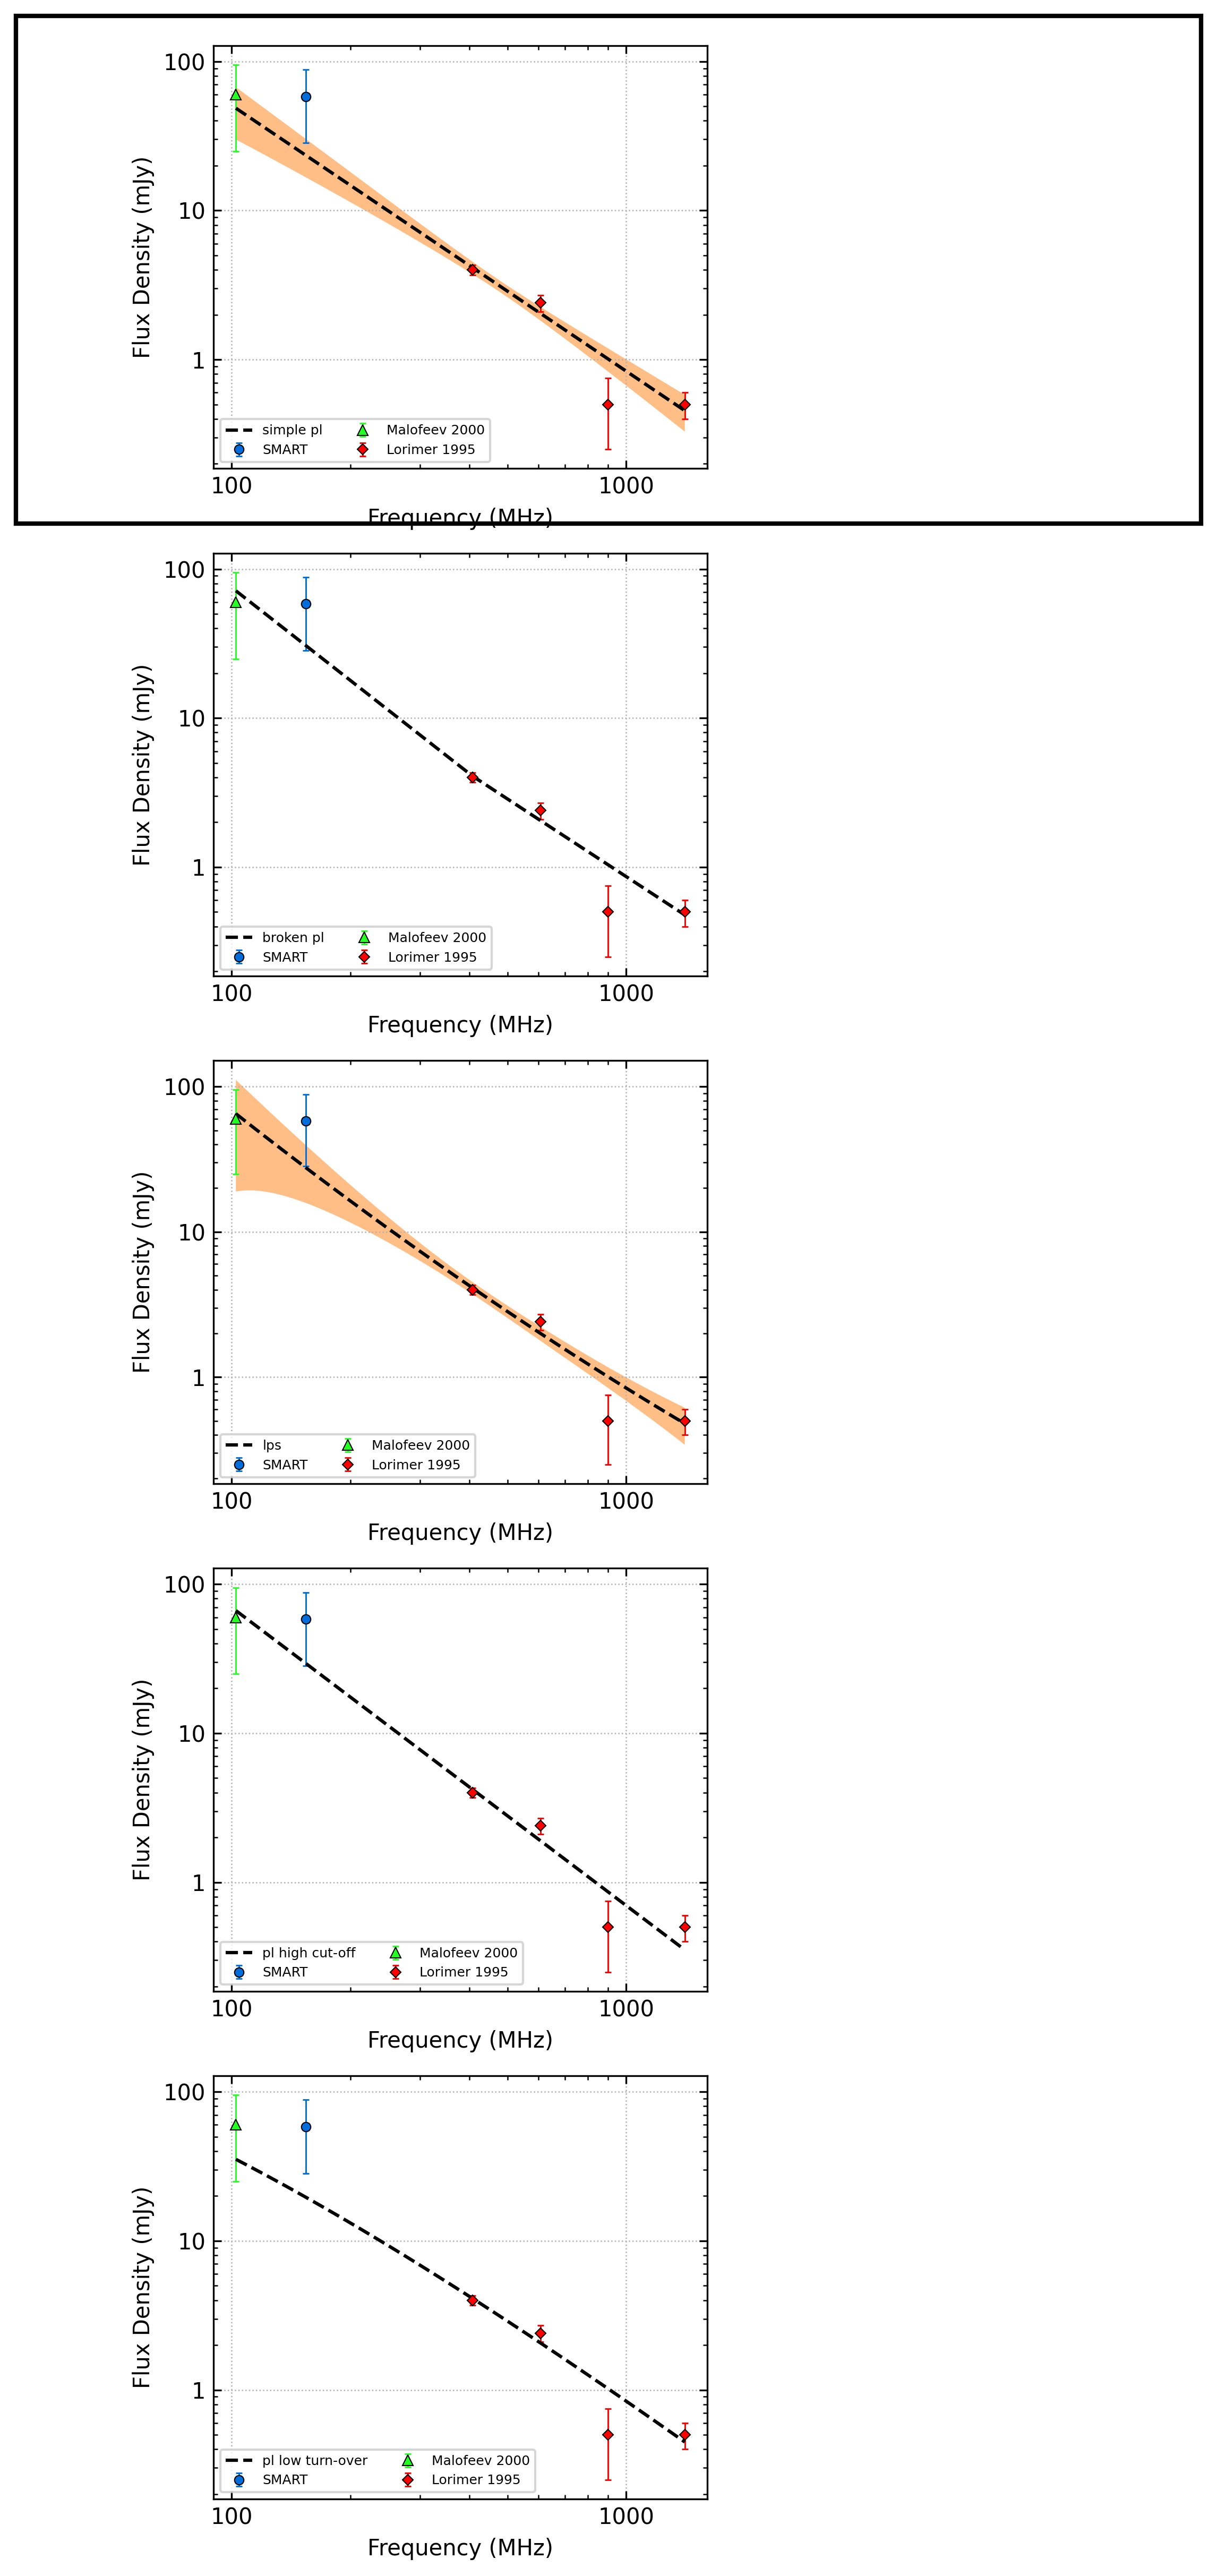 100
10
1
Flux Density (mJy)
simple pl
SMART
Malofeev 2000
Lorimer 1995
100
1000
Frequency (MHz)
100
10
1
Flux Density (mJy)
broken pl
SMART
Malofeev 2000
Lorimer 1995
100
1000
Frequency (MHz)
100
10
1
Flux Density (mJy)
lps
SMART
Malofeev 2000
Lorimer 1995
100
1000
Frequency (MHz)
100
10
1
Flux Density (mJy)
pl high cut-off
SMART
Malofeev 2000
Lorimer 1995
100
1000
Frequency (MHz)
100
10
1
Flux Density (mJy)
pl low turn-over
SMART
Malofeev 2000
Lorimer 1995
100
1000
Frequency (MHz)